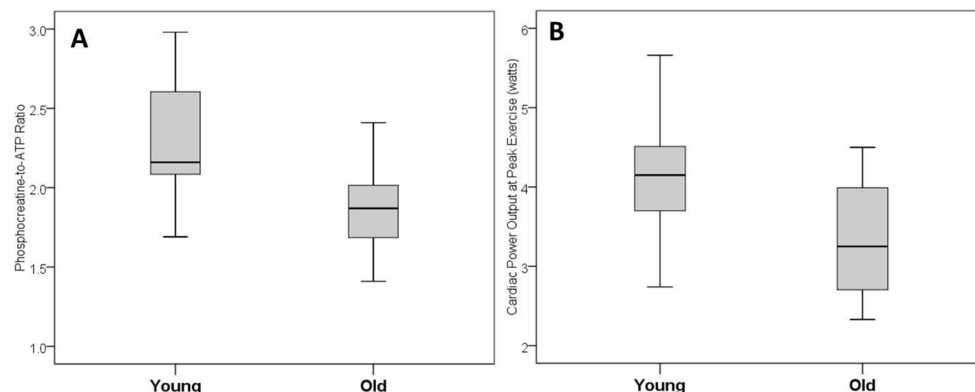 A
Phosphocreatine-to-ATP Ratio
3.0
2.5
2.0
1.5
1.0
Young
Old
B
Cardiac Power Output at Peak Exercise (watts)
6
5
4
3
2
Young
Old